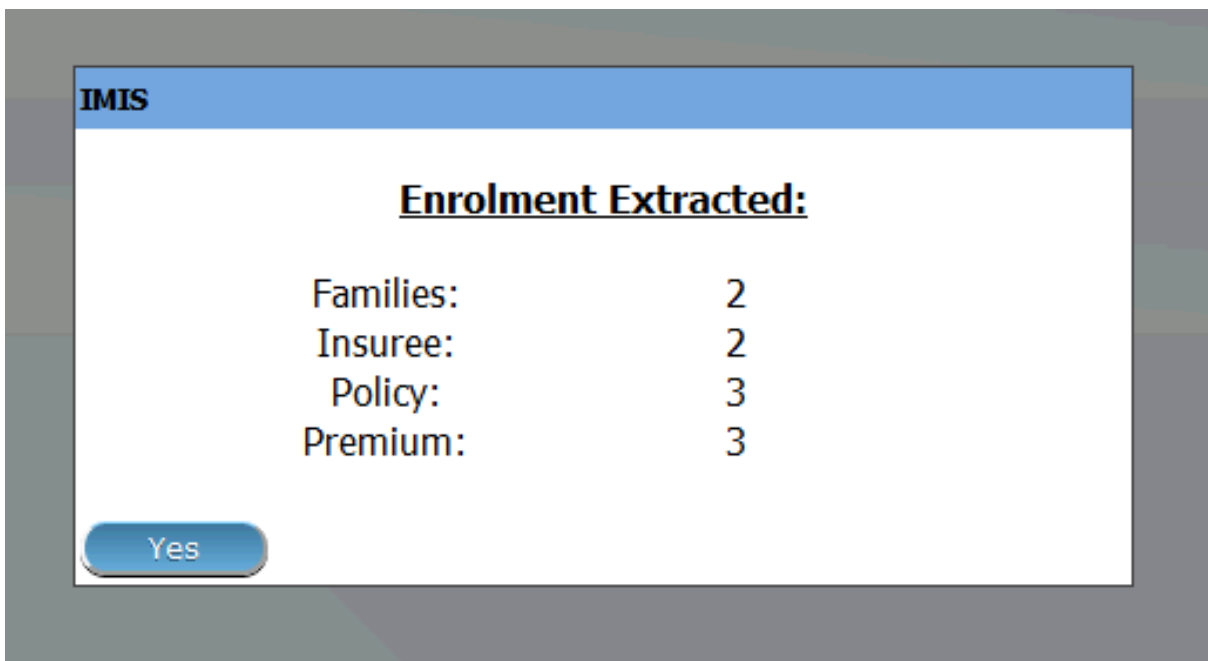 IMIS
Enrolment Extracted:
Families: 2
Insuree: 2
Policy: 3
Premium: 3
Yes